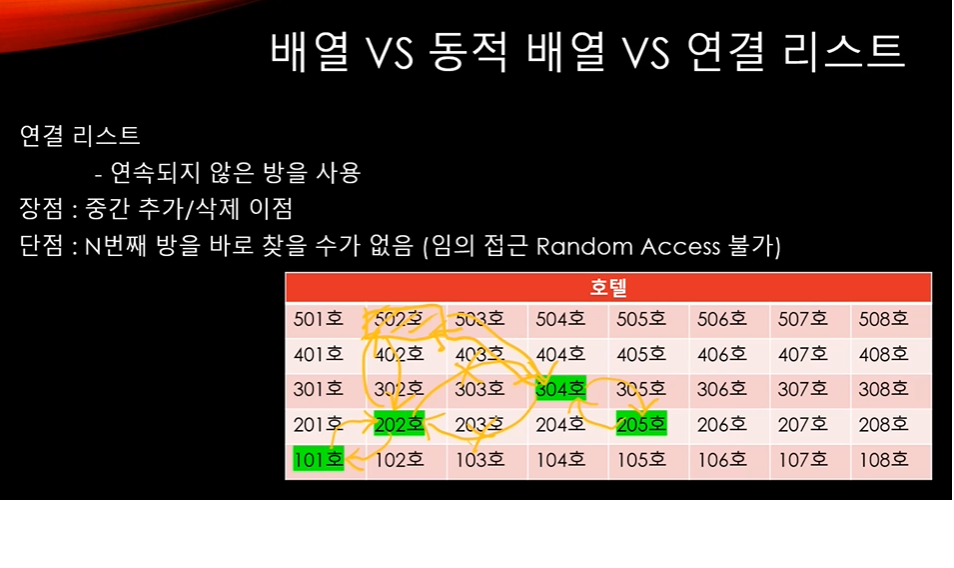 배열 VS 동적 배열 VS 연결 리스트
연결 리스트
- 연속되지 않은 방을 사용
장점 : 중간 추가/삭제 이점
단점 : N번째 방을 바로 찾을 수가 없음 (임의 접근 Random Access 불가)
호텔
501호 502호 503호 504호 505호 506호 507호 508호
401호 402호 403호 404호 405호 406호 407호 408호
301호 302호 303호 304호 305호 306호 307호 308호
201호 202호 203호 204호 205호 206호 207호 208호
101호 102호 103호 104호 105호 106호 107호 108호